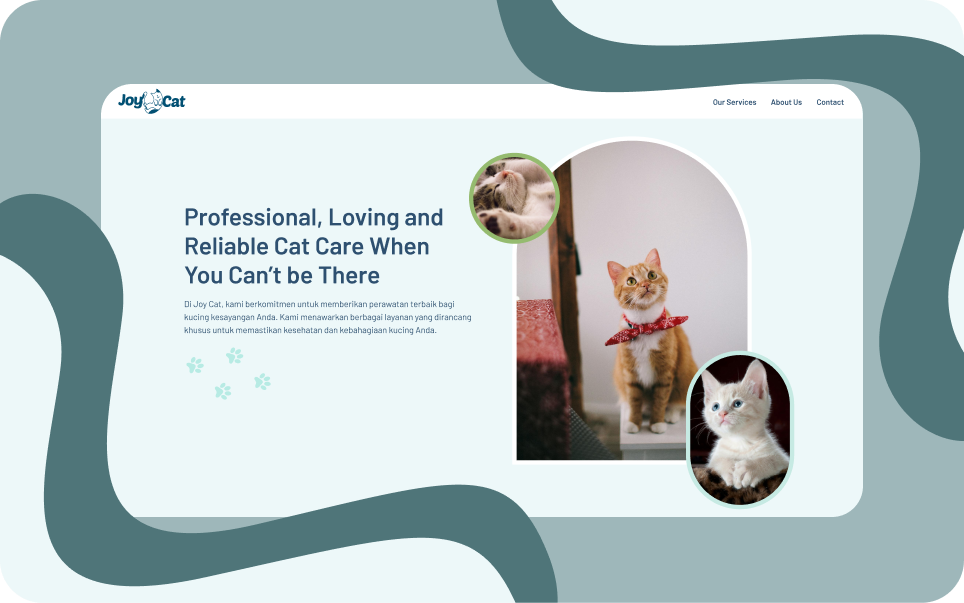 Joy Cat
Our Services About Us Contact
Professional, Loving and
Reliable Cat Care When
You Can’t be There
Di Joy Cat, kami berkomitmen untuk memberikan perawatan terbaik bagi
kucing kesayangan Anda. Kami menawarkan berbagai layanan yang dirancang
khusus untuk memastikan kesehatan dan kebahagiaan kucing Anda.